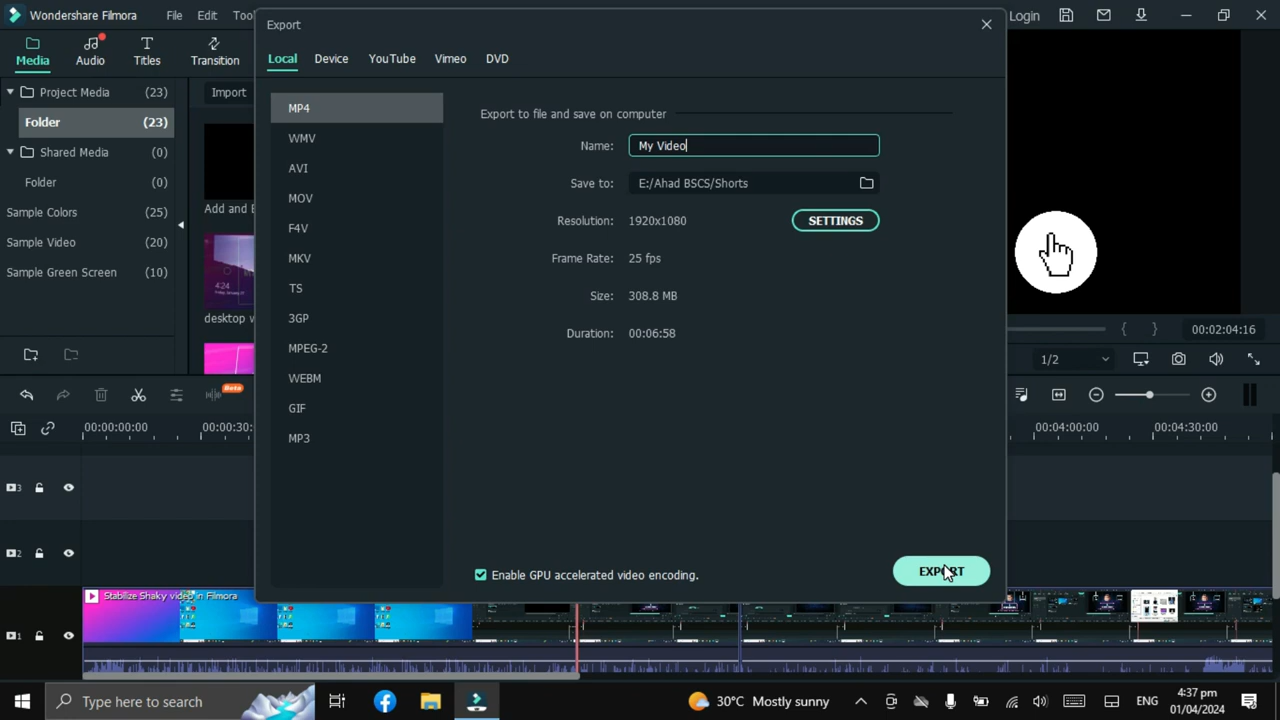 Wondershare Filmora File Edit Login
Export
Media Audio Titles Transition
Local Device YouTube Vimeo DVD
Project Media (23)
Folder (23)
Shared Media (0)
Folder (0)
Sample Colors (25)
Sample Video (20)
Sample Green Screen (10)
Import
4:24
MP4
WMV
AVI
MOV
F4V
MKV
TS
3GP
MPEG-2
WEBM
GIF
MP3
Export to file and save on computer
Name: My Video
Save to: E:/Ahad BSCS/Shorts
Resolution: 1920x1080 SETTINGS
Frame Rate: 25 fps
Size: 308.8 MB
Duration: 00:06:58
Enable GPU accelerated video encoding.
EXPORT
00:02:04:16
1/2
Beta
00:00:00:00 00:04:00:00 00:04:30:00
3
2
1
Stabilize Shaky video in Filmora
Type here to search
30°C Mostly sunny
ENG
4:37 pm
01/04/2024